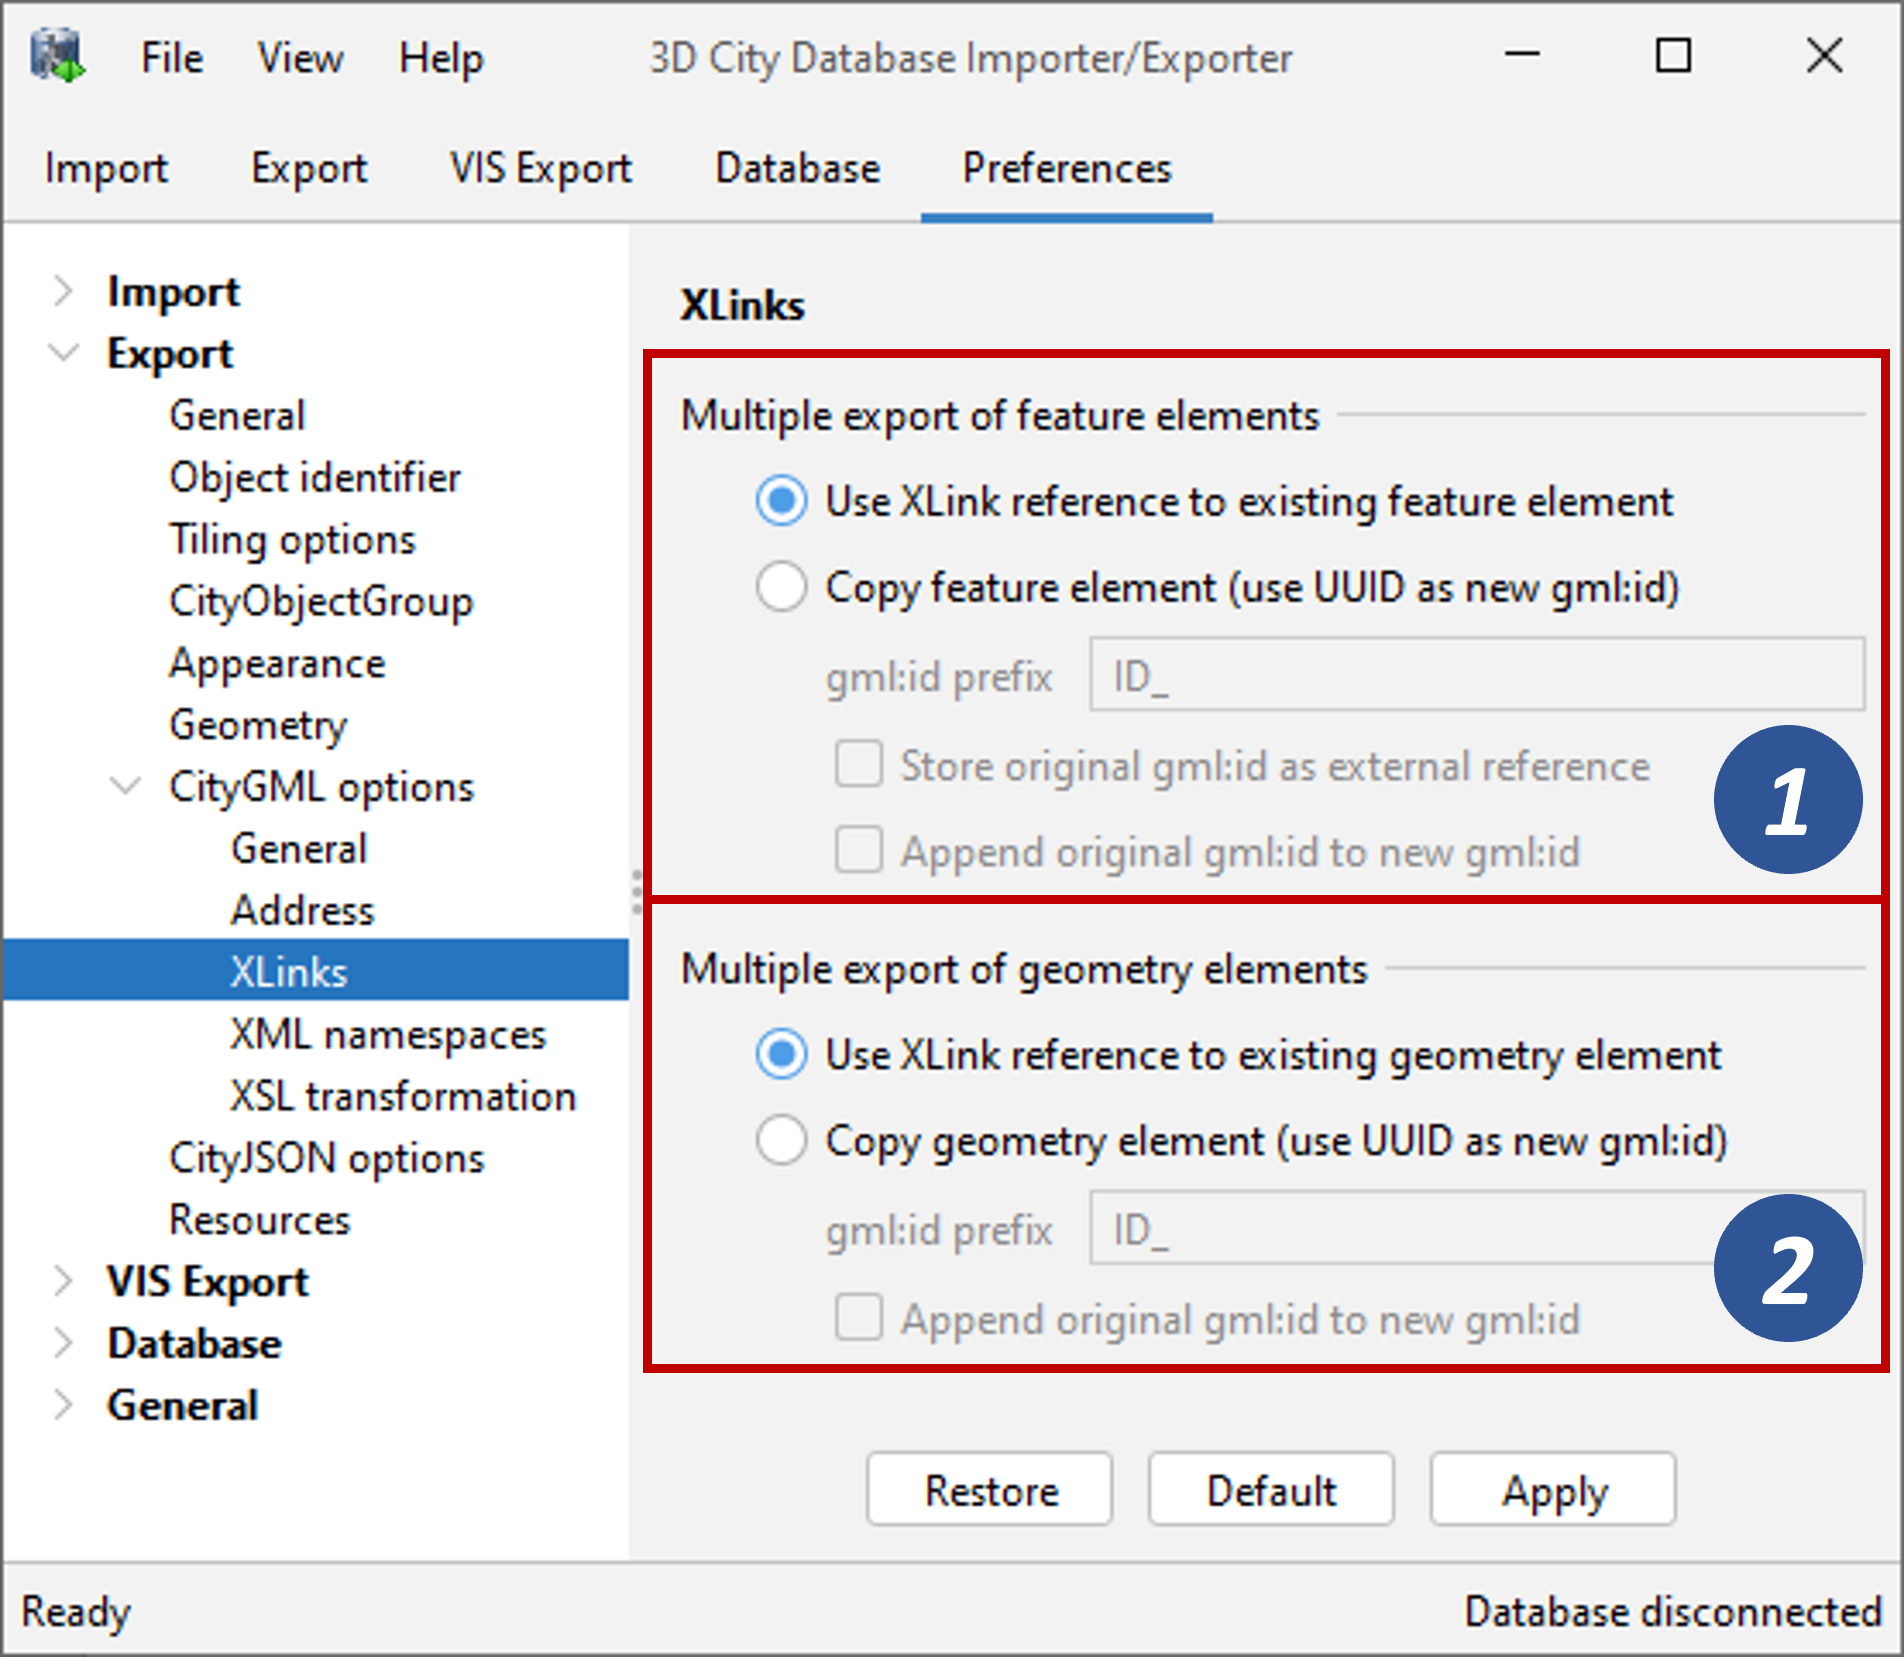 File View Help 3D City Database Importer/Exporter
Import Export VIS Export Database Preferences
Import
Export
General
Object identifier
Tiling options
CityObjectGroup
Appearance
Geometry
CityGML options
General
Address
XLinks
XML namespaces
XSL transformation
CityJSON options
Resources
VIS Export
Database
General
XLinks
Multiple export of feature elements
Use XLink reference to existing feature element
Copy feature element (use UUID as new gml:id)
gml:id prefix ID_
Store original gml:id as external reference
Append original gml:id to new gml:id
1
Multiple export of geometry elements
Use XLink reference to existing geometry element
Copy geometry element (use UUID as new gml:id)
gml:id prefix ID_
Append original gml:id to new gml:id
2
Restore Default Apply
Ready Database disconnected